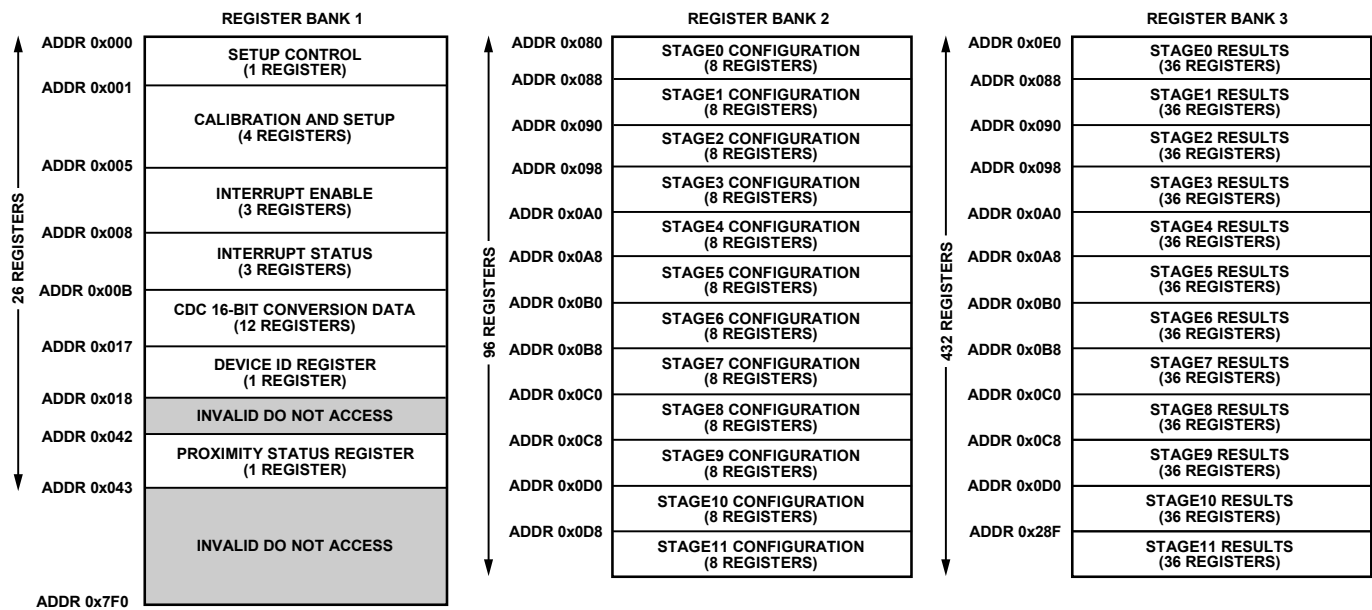 REGISTER BANK 1
ADDR 0x000
SETUP CONTROL
(1 REGISTER)
ADDR 0x001
CALIBRATION AND SETUP
(4 REGISTERS)
ADDR 0x005
INTERRUPT ENABLE
(3 REGISTERS)
ADDR 0x008
INTERRUPT STATUS
(3 REGISTERS)
ADDR 0x00B
CDC 16-BIT CONVERSION DATA
(12 REGISTERS)
ADDR 0x017
DEVICE ID REGISTER
(1 REGISTER)
ADDR 0x018
INVALID DO NOT ACCESS
ADDR 0x042
PROXIMITY STATUS REGISTER
(1 REGISTER)
ADDR 0x043
INVALID DO NOT ACCESS
ADDR 0x7F0
26 REGISTERS
REGISTER BANK 2
ADDR 0x080
STAGE0 CONFIGURATION
(8 REGISTERS)
ADDR 0x088
STAGE1 CONFIGURATION
(8 REGISTERS)
ADDR 0x090
STAGE2 CONFIGURATION
(8 REGISTERS)
ADDR 0x098
STAGE3 CONFIGURATION
(8 REGISTERS)
ADDR 0x0A0
STAGE4 CONFIGURATION
(8 REGISTERS)
ADDR 0x0A8
STAGE5 CONFIGURATION
(8 REGISTERS)
ADDR 0x0B0
STAGE6 CONFIGURATION
(8 REGISTERS)
ADDR 0x0B8
STAGE7 CONFIGURATION
(8 REGISTERS)
ADDR 0x0C0
STAGE8 CONFIGURATION
(8 REGISTERS)
ADDR 0x0C8
STAGE9 CONFIGURATION
(8 REGISTERS)
ADDR 0x0D0
STAGE10 CONFIGURATION
(8 REGISTERS)
ADDR 0x0D8
STAGE11 CONFIGURATION
(8 REGISTERS)
96 REGISTERS
REGISTER BANK 3
ADDR 0x0E0
STAGE0 RESULTS
(36 REGISTERS)
ADDR 0x088
STAGE1 RESULTS
(36 REGISTERS)
ADDR 0x090
STAGE2 RESULTS
(36 REGISTERS)
ADDR 0x098
STAGE3 RESULTS
(36 REGISTERS)
ADDR 0x0A0
STAGE4 RESULTS
(36 REGISTERS)
ADDR 0x0A8
STAGE5 RESULTS
(36 REGISTERS)
ADDR 0x0B0
STAGE6 RESULTS
(36 REGISTERS)
ADDR 0x0B8
STAGE7 RESULTS
(36 REGISTERS)
ADDR 0x0C0
STAGE8 RESULTS
(36 REGISTERS)
ADDR 0x0C8
STAGE9 RESULTS
(36 REGISTERS)
ADDR 0x0D0
STAGE10 RESULTS
(36 REGISTERS)
ADDR 0x28F
STAGE11 RESULTS
(36 REGISTERS)
432 REGISTERS